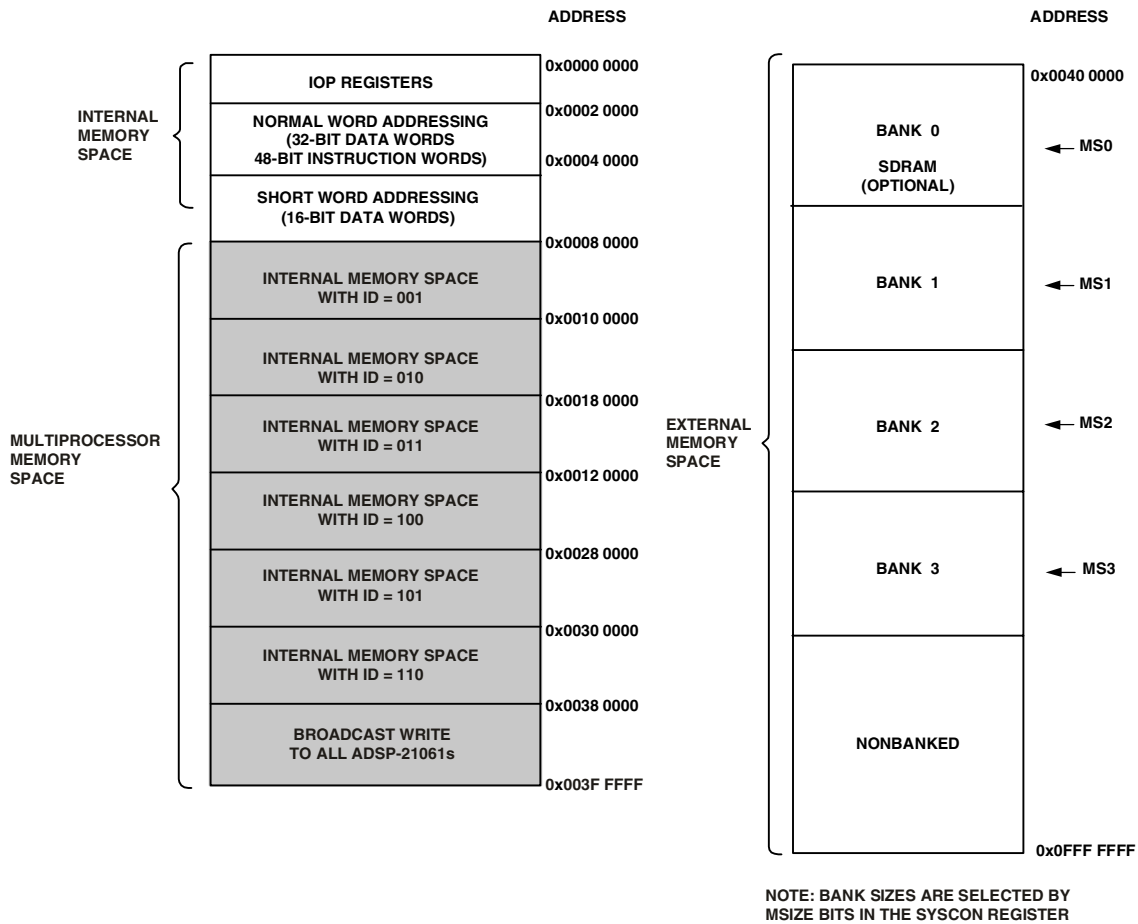 ADDRESS
0x0000 0000
IOP REGISTERS
0x0002 0000
INTERNAL
MEMORY
SPACE
NORMAL WORD ADDRESSING
(32-BIT DATA WORDS
48-BIT INSTRUCTION WORDS)
0x0004 0000
SHORT WORD ADDRESSING
(16-BIT DATA WORDS)
0x0008 0000
INTERNAL MEMORY SPACE
WITH ID = 001
0x0010 0000
INTERNAL MEMORY SPACE
WITH ID = 010
0x0018 0000
MULTIPROCESSOR
MEMORY
SPACE
INTERNAL MEMORY SPACE
WITH ID = 011
0x0012 0000
INTERNAL MEMORY SPACE
WITH ID = 100
0x0028 0000
INTERNAL MEMORY SPACE
WITH ID = 101
0x0030 0000
INTERNAL MEMORY SPACE
WITH ID = 110
0x0038 0000
BROADCAST WRITE
TO ALL ADSP-21061s
0x003F FFFF
ADDRESS
0x0040 0000
BANK 0
MS0
SDRAM
(OPTIONAL)
BANK 1
MS1
EXTERNAL
MEMORY
SPACE
BANK 2
MS2
BANK 3
MS3
NONBANKED
0x0FFF FFFF
NOTE: BANK SIZES ARE SELECTED BY
MSIZE BITS IN THE SYSCON REGISTER